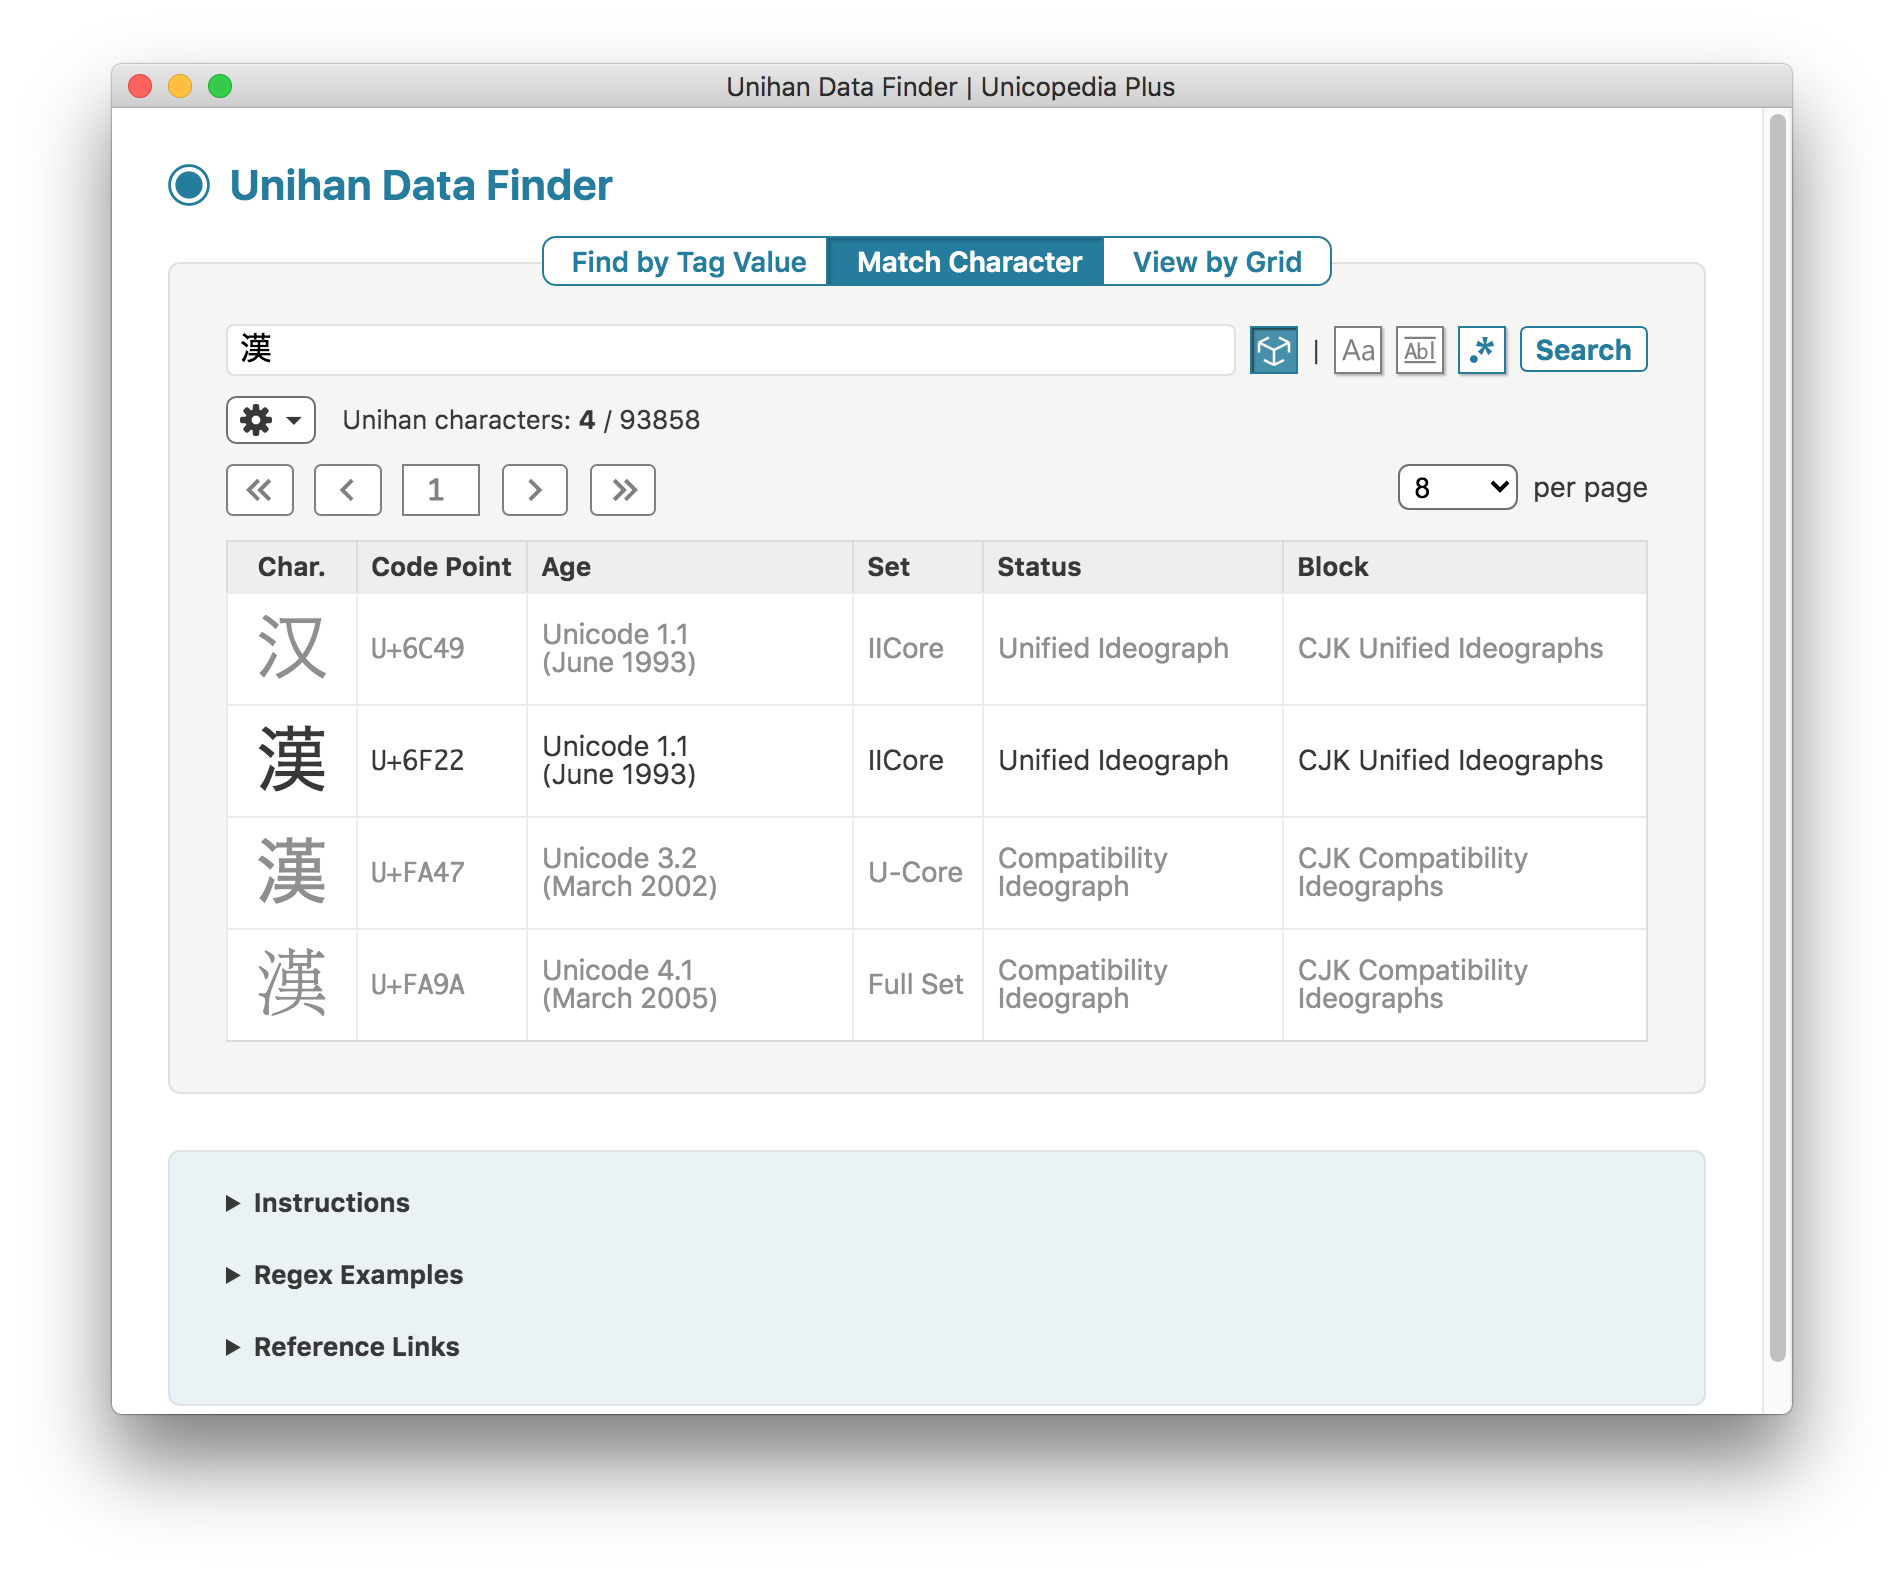 Unihan Data Finder | Unicopedia Plus
Unihan Data Finder
Find by Tag Value Match Character View by Grid
漢
| Aa Abl .* Search
Unihan characters: 4 / 93858
« ‹ 1 › » 8 per page
Char. Code Point Age Set Status Block
汉 U+6C49 Unicode 1.1 (June 1993) IICore Unified Ideograph CJK Unified Ideographs
漢 U+6F22 Unicode 1.1 (June 1993) IICore Unified Ideograph CJK Unified Ideographs
漢 U+FA47 Unicode 3.2 (March 2002) U-Core Compatibility Ideograph CJK Compatibility Ideographs
漢 U+FA9A Unicode 4.1 (March 2005) Full Set Compatibility Ideograph CJK Compatibility Ideographs
Instructions
Regex Examples
Reference Links